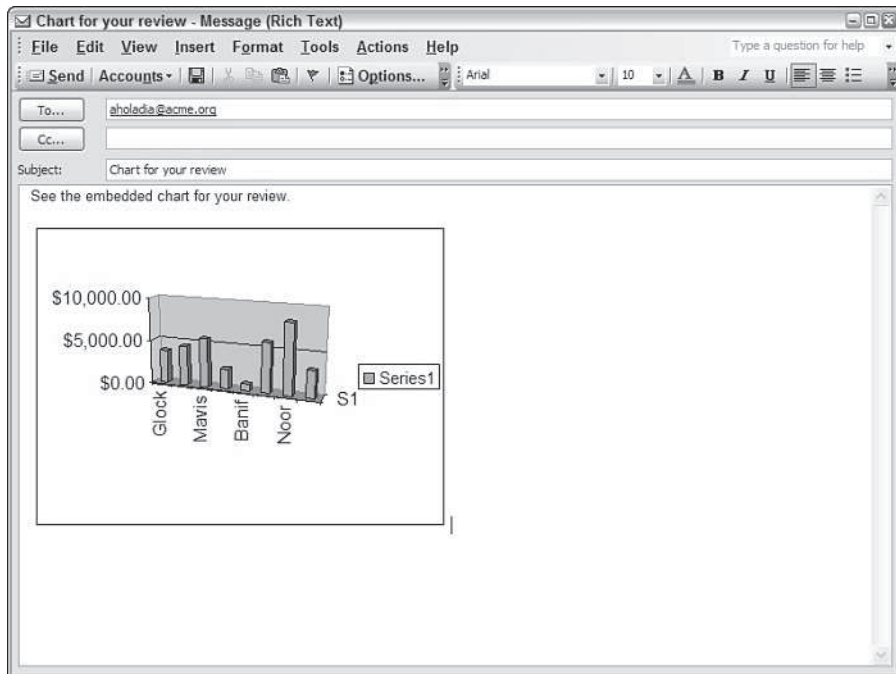 Chart for your review - Message (Rich Text)
File Edit View Insert Format Tools Actions Help
Type a question for help
Send Accounts Options... Arial 10 A B I U
To... aholadia@acme.org
Cc...
Subject: Chart for your review
See the embedded chart for your review.
$10,000.00
$5,000.00
$0.00
Glock
Mavis
Banif
Noor
S1
Series1